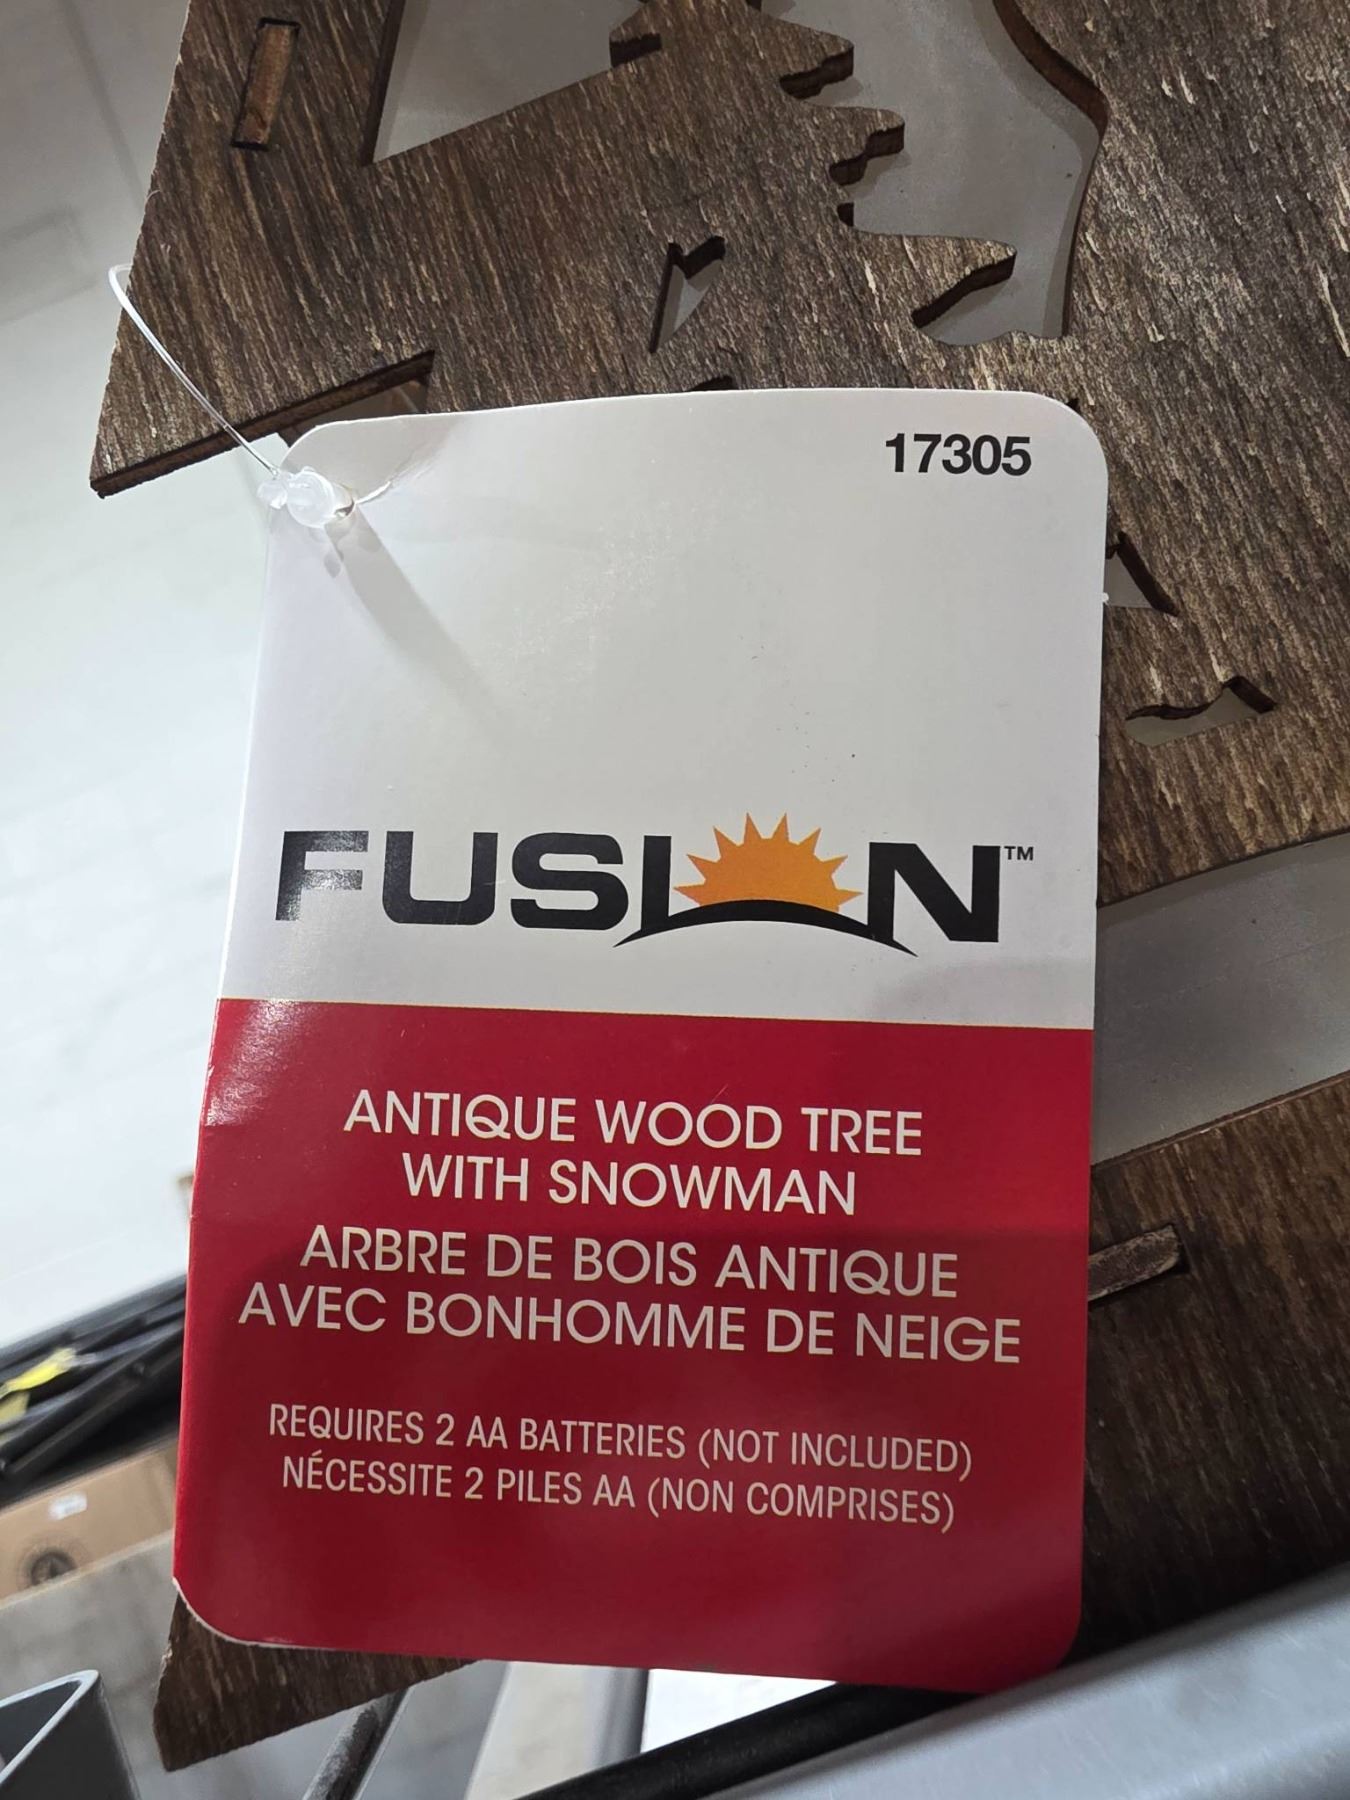 17305
FUSION™
ANTIQUE WOOD TREE
WITH SNOWMAN
ARBRE DE BOIS ANTIQUE
AVEC BONHOMME DE NEIGE
REQUIRES 2 AA BATTERIES (NOT INCLUDED)
NÉCESSITE 2 PILES AA (NON COMPRISES)